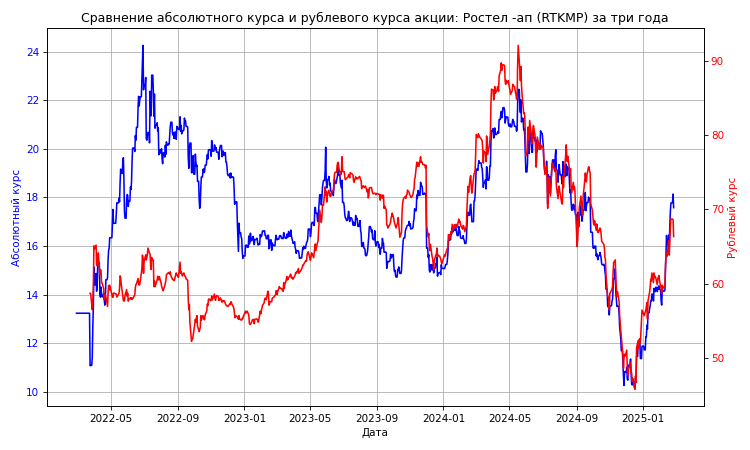 Сравнение абсолютного курса и рублевого курса акции: Ростел -ап (RTKMP) за три года
24
22
20
18
16
14
12
10
Абсолютный курс
90
80
70
60
50
Рублевый курс
2022-05 2022-09 2023-01 2023-05 2023-09 2024-01 2024-05 2024-09 2025-01
Дата